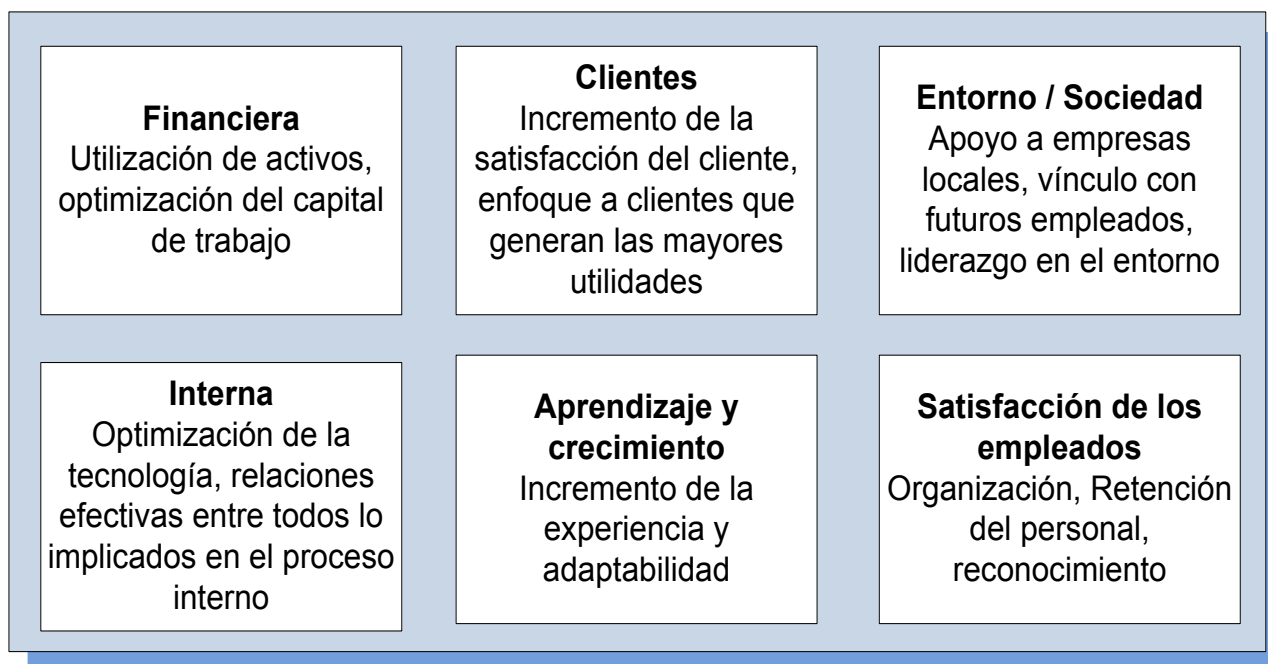 Financiera
Utilización de activos,
optimización del capital
de trabajo
Clientes
Incremento de la
satisfacción del cliente,
enfoque a clientes que
generan las mayores
utilidades
Entorno / Sociedad
Apoyo a empresas
locales, vínculo con
futuros empleados,
liderazgo en el entorno
Interna
Optimización de la
tecnología, relaciones
efectivas entre todos lo
implicados en el proceso
interno
Aprendizaje y
crecimiento
Incremento de la
experiencia y
adaptabilidad
Satisfacción de los
empleados
Organización, Retención
del personal,
reconocimiento